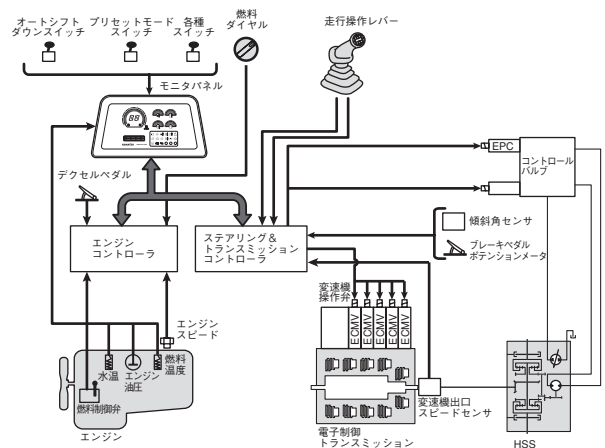 オートシフト
ダウンスイッチ
プリセットモード
スイッチ
各種
スイッチ
燃料
ダイヤル
走行操作レバー
モニタパネル
EPC
コントロール
バルブ
デクセルペダル
エンジン
コントローラ
ステアリング&
トランスミッション
コントローラ
傾斜角センサ
ブレーキペダル
ポテンションメータ
変速機
操作弁
ECMV
ECMV
ECMV
ECMV
エンジン
スピード
水温
エンジン
油圧
燃料
温度
燃料制御弁
エンジン
変速機出口
スピードセンサ
電子制御
トランスミッション
HSS